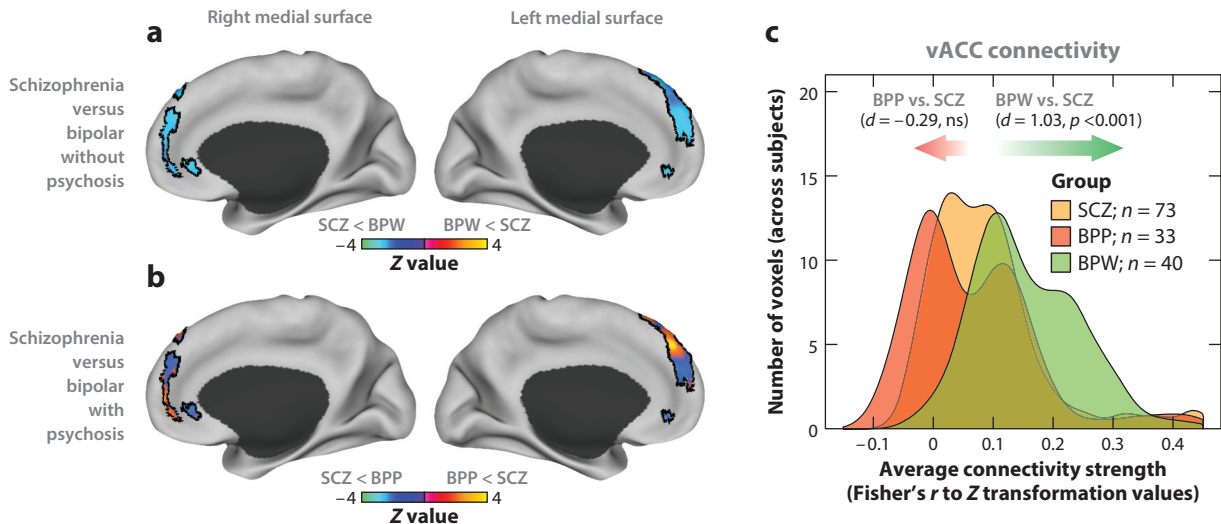 Right medial surface
Left medial surface
a
Schizophrenia
versus
bipolar
without
psychosis
SCZ < BPW
BPW < SCZ
−4
4
Z value
b
Schizophrenia
versus
bipolar
with
psychosis
SCZ < BPP
BPP < SCZ
−4
4
Z value
c
vACC connectivity
BPP vs. SCZ
(d = −0.29, ns)
BPW vs. SCZ
(d = 1.03, p <0.001)
Group
SCZ; n = 73
BPP; n = 33
BPW; n = 40
Number of voxels (across subjects)
20
15
10
5
0
−0.1
0
0.1
0.2
0.3
0.4
Average connectivity strength
(Fisher’s r to Z transformation values)